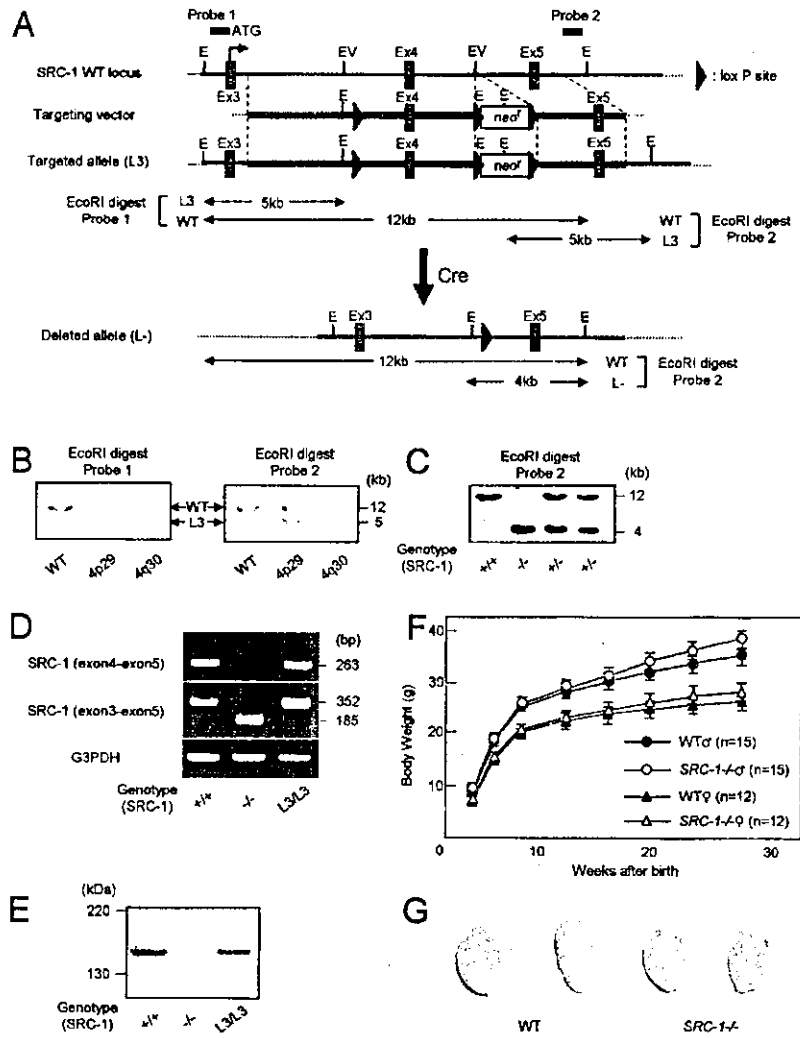 A
Probe 1
Probe 2
ATG
E EV Ex4 EV Ex5 E
SRC-1 WT locus
: lox P site
Ex3 E Ex4 E E Ex5
Targeting vector
neoʳ
E Ex3 E Ex4 E E Ex5 E
Targeted allele (L3)
neoʳ
EcoRI digest
Probe 1
L3
5kb
WT
12kb
WT
L3
5kb
EcoRI digest
Probe 2
Cre
E Ex3 E Ex5 E
Deleted allele (L-)
12kb
WT
4kb
L-
EcoRI digest
Probe 2
B
EcoRI digest
Probe 1
EcoRI digest
Probe 2
(kb)
WT
12
L3
5
WT 4p29 4q30
WT 4p29 4q30
C
EcoRI digest
Probe 2
(kb)
12
4
Genotype
(SRC-1)
+/+ -/- +/- +/-
D
(bp)
SRC-1 (exon4-exon5)
263
SRC-1 (exon3-exon5)
352
185
G3PDH
Genotype
(SRC-1)
+/+ -/- L3/L3
E
(kDa)
220
130
Genotype
(SRC-1)
+/+ -/- L3/L3
F
Body Weight (g)
40
30
20
10
0 10 20 30
Weeks after birth
WT♂ (n=15)
SRC-1-/-♂ (n=15)
WT♀ (n=12)
SRC-1-/-♀ (n=12)
G
WT
SRC-1-/-